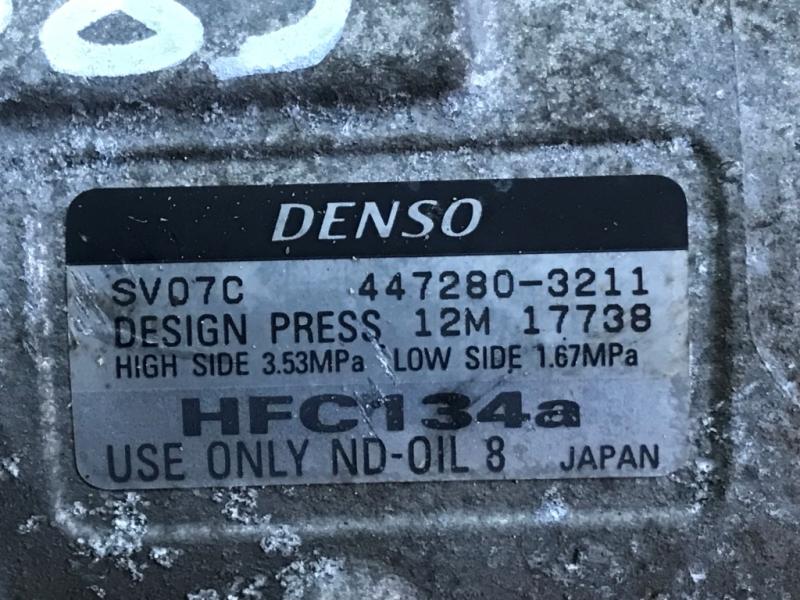 DENSO
SV07C 447280-3211
DESIGN PRESS 12M 17738
HIGH SIDE 3.53MPa LOW SIDE 1.67MPa
HFC134a
USE ONLY ND-OIL 8 JAPAN